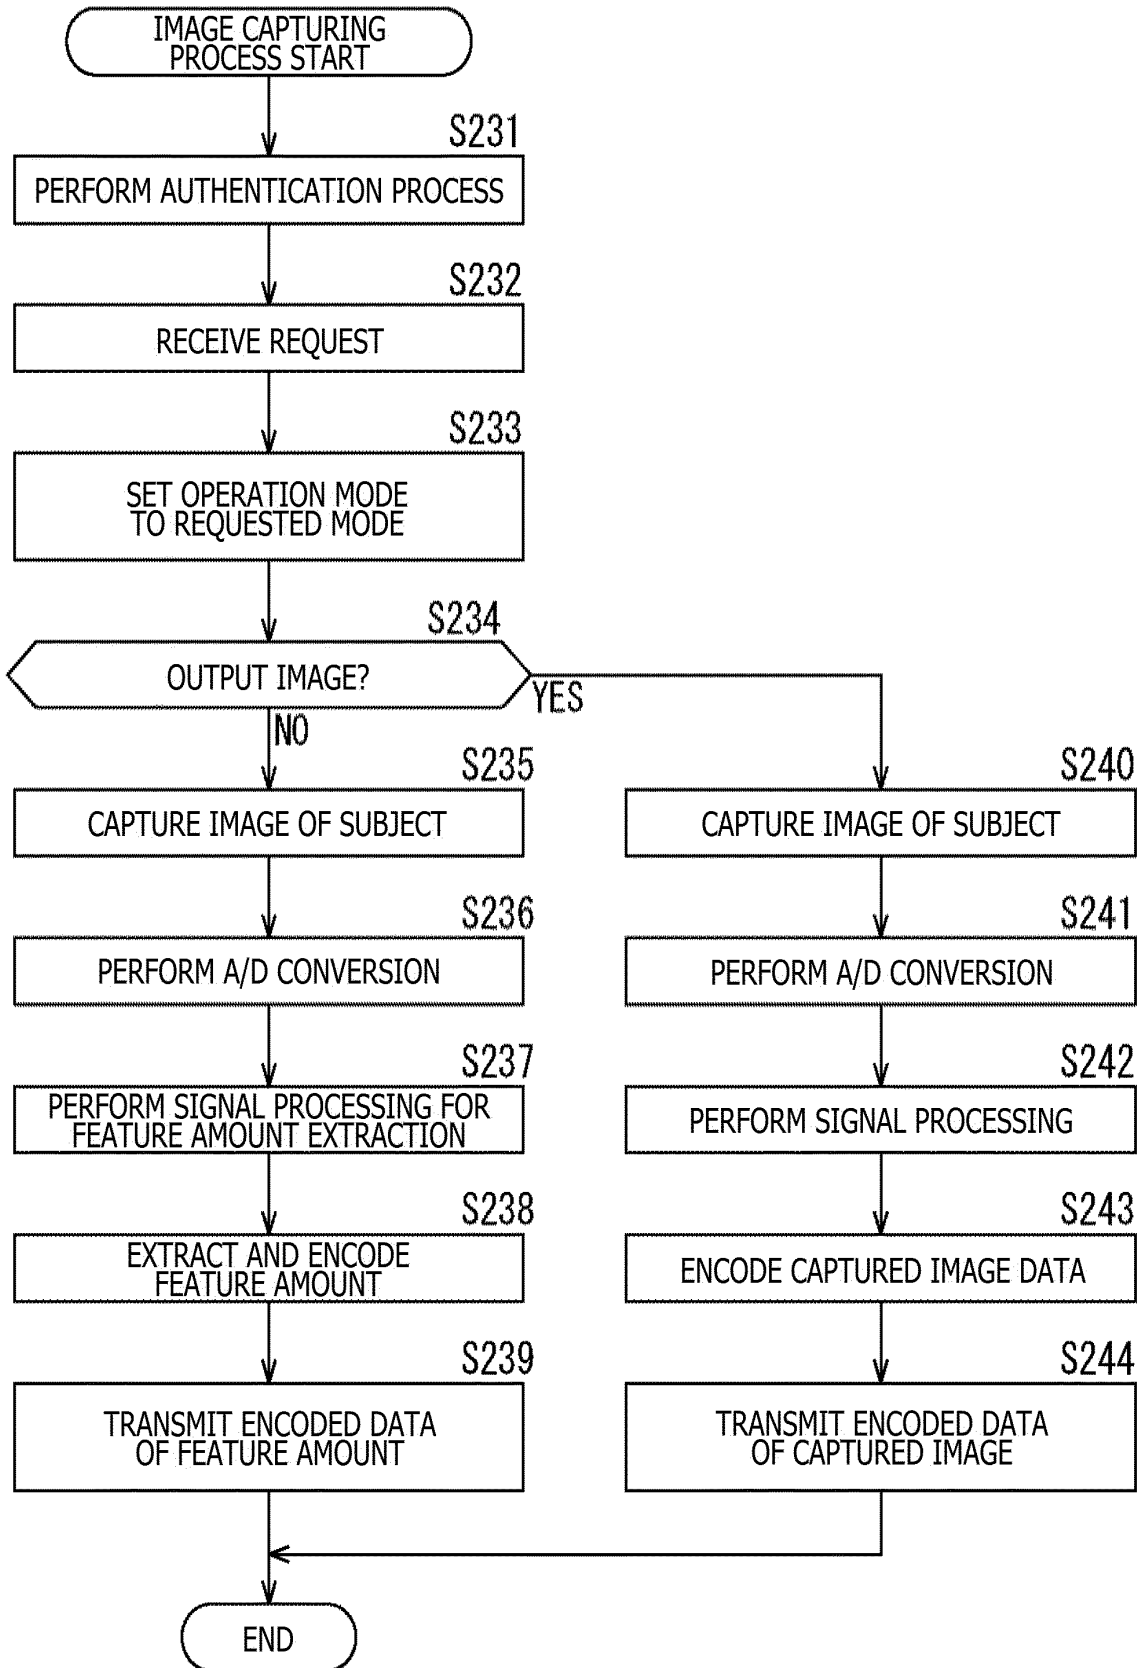 IMAGE CAPTURING
PROCESS START
S231
PERFORM AUTHENTICATION PROCESS
S232
RECEIVE REQUEST
S233
SET OPERATION MODE
TO REQUESTED MODE
S234
OUTPUT IMAGE?
YES
NO
S235
CAPTURE IMAGE OF SUBJECT
S236
PERFORM A/D CONVERSION
S237
PERFORM SIGNAL PROCESSING FOR
FEATURE AMOUNT EXTRACTION
S238
EXTRACT AND ENCODE
FEATURE AMOUNT
S239
TRANSMIT ENCODED DATA
OF FEATURE AMOUNT
S240
CAPTURE IMAGE OF SUBJECT
S241
PERFORM A/D CONVERSION
S242
PERFORM SIGNAL PROCESSING
S243
ENCODE CAPTURED IMAGE DATA
S244
TRANSMIT ENCODED DATA
OF CAPTURED IMAGE
END